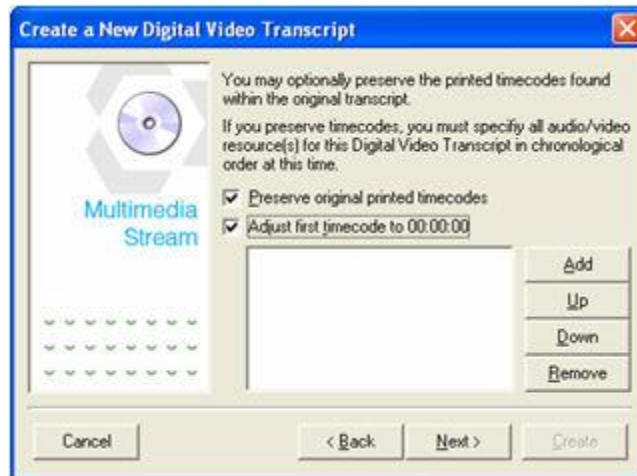 Create a New Digital Video Transcript
You may optionally preserve the printed timecodes found
within the original transcript.
If you preserve timecodes, you must specifiy all audio/video
resource(s) for this Digital Video Transcript in chronological
order at this time.
Preserve original printed timecodes
Adjust first timecode to 00:00:00
Multimedia
Stream
Add
Up
Down
Remove
Cancel
< Back
Next >
Create